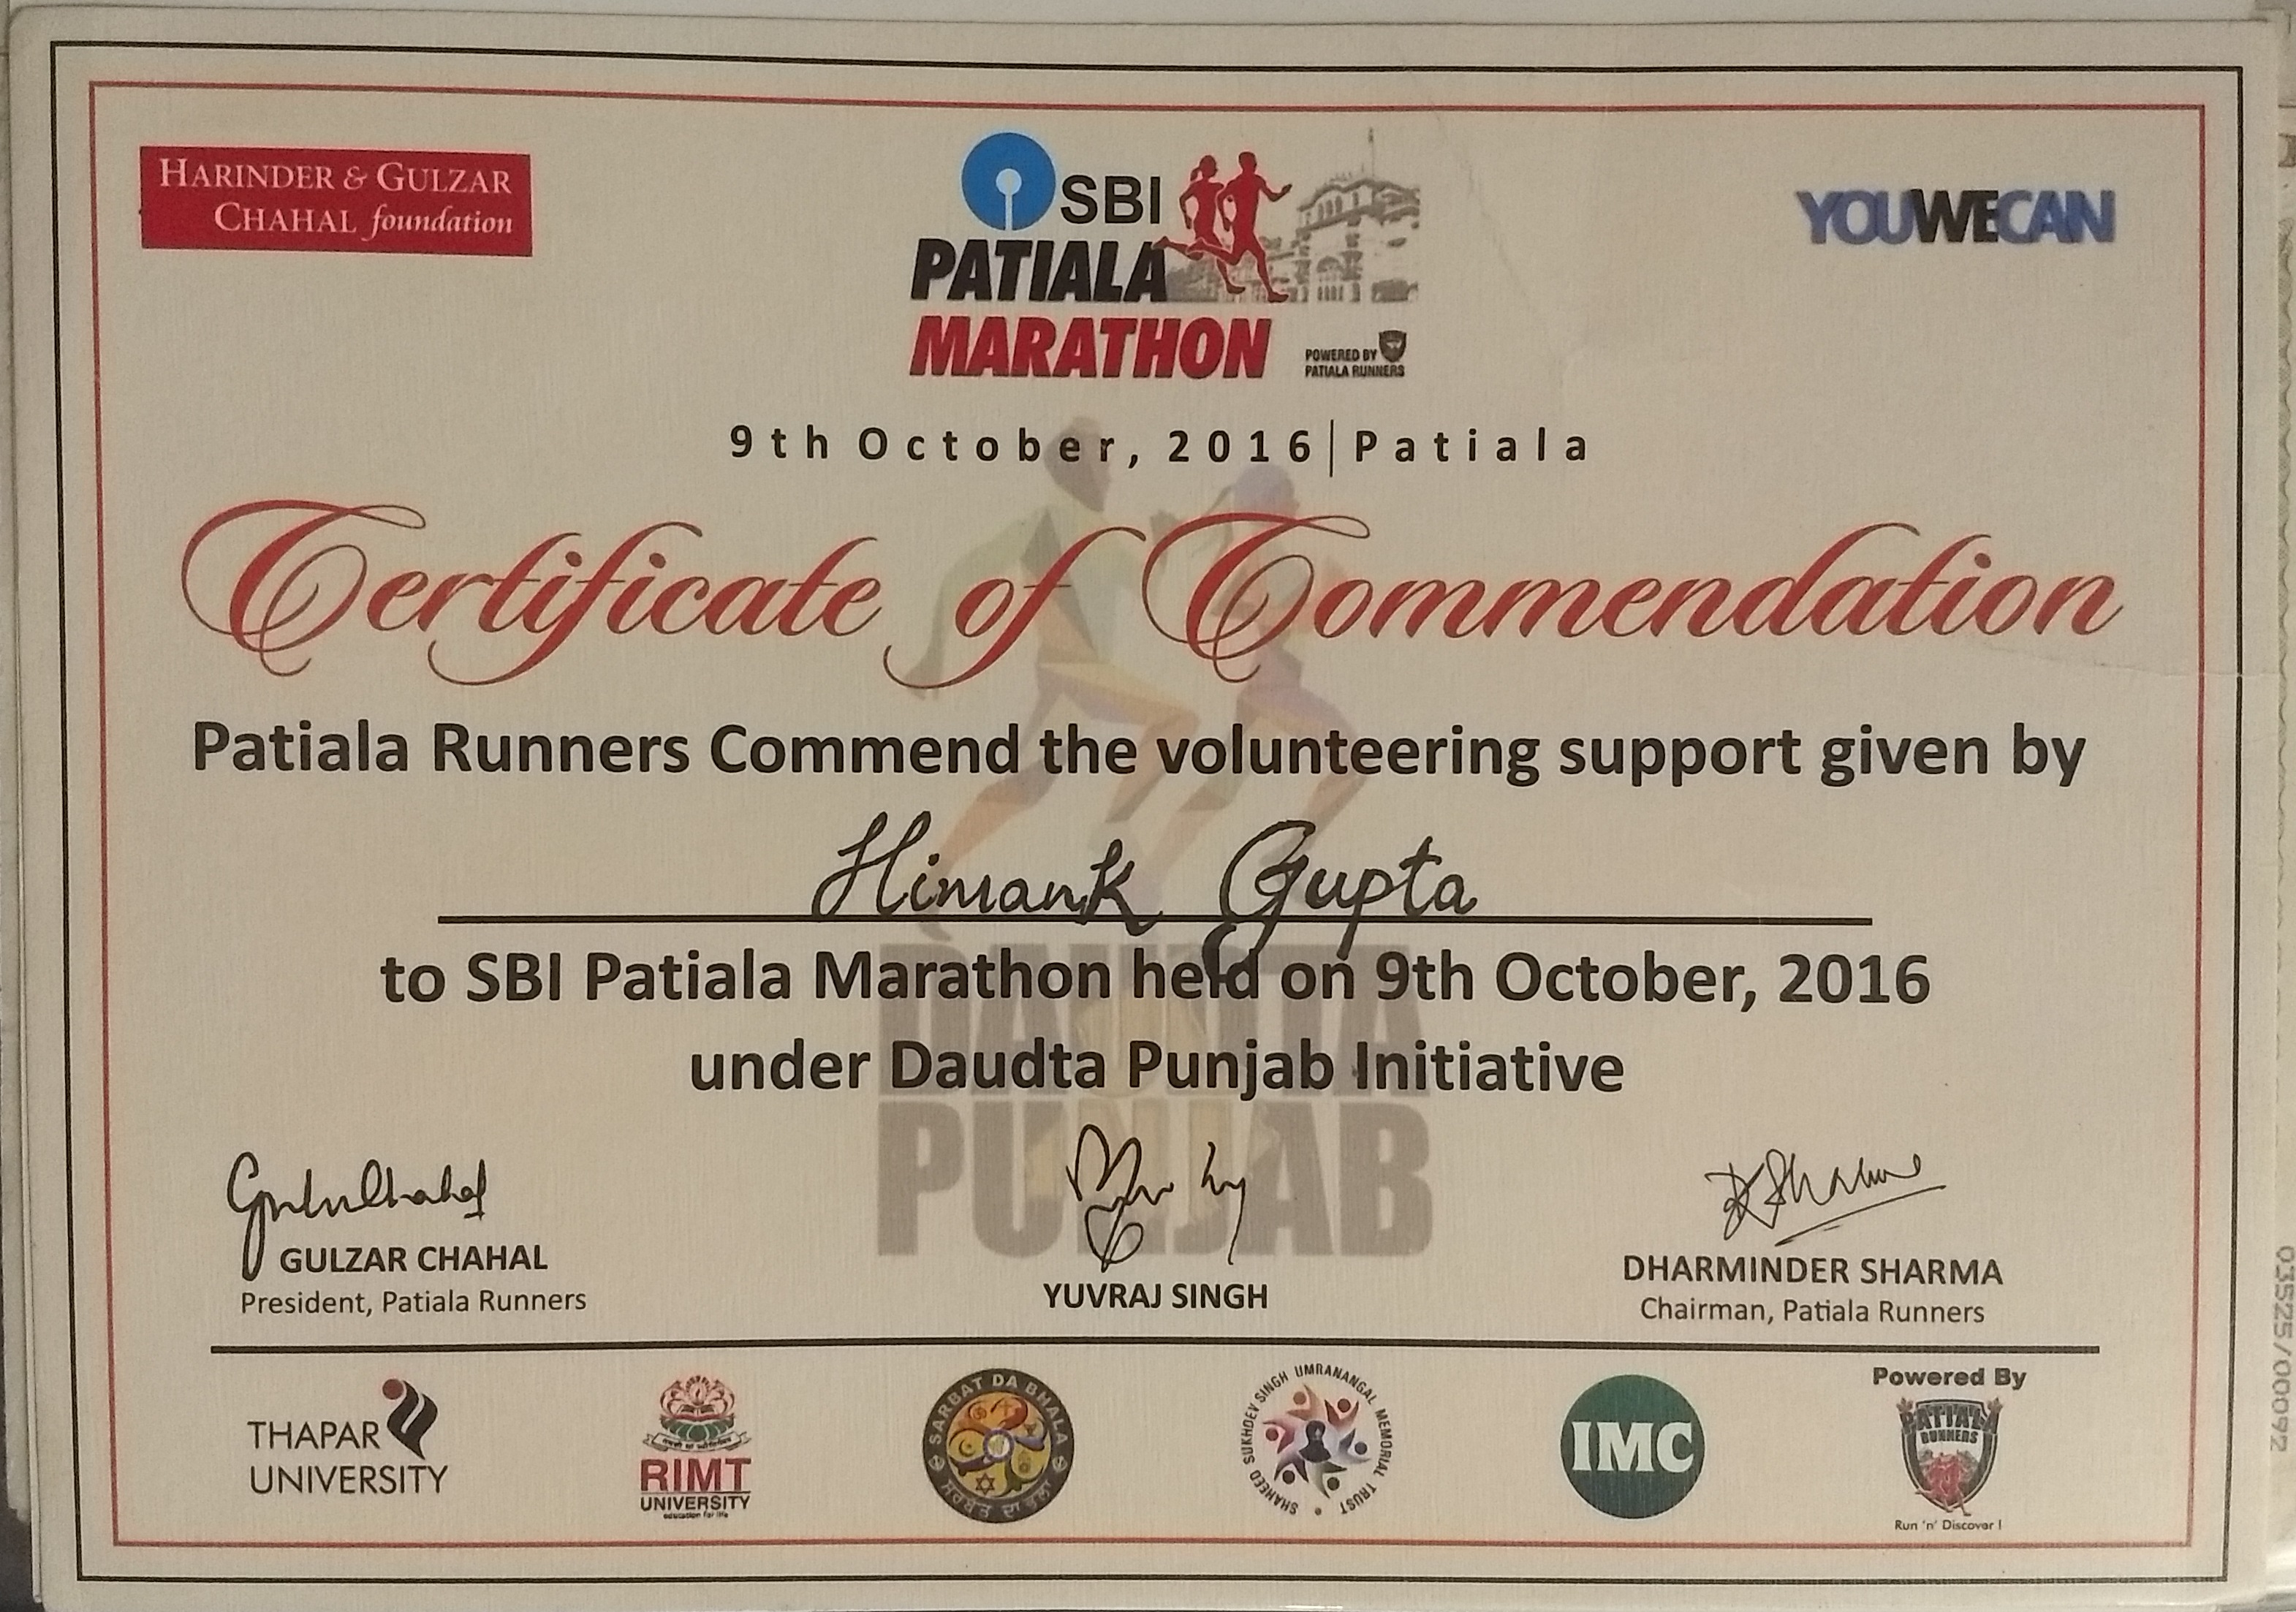 HARINDER & GULZAR
CHAHAL foundation
SBI
PATIALA
MARATHON
POWERED BY
PATIALA RUNNERS
YOUWECAN
9th October, 2016 | Patiala
Certificate of Commendation
Patiala Runners Commend the volunteering support given by
Himank Gupta
to SBI Patiala Marathon held on 9th October, 2016
under Daudta Punjab Initiative
DAUDTA
PUNJAB
GULZAR CHAHAL
President, Patiala Runners
YUVRAJ SINGH
DHARMINDER SHARMA
Chairman, Patiala Runners
THAPAR
UNIVERSITY
RIMT
UNIVERSITY
education for life
SARBAT DA BHALA
ਸਰਬੱਤ ਦਾ ਭਲਾ
SHAHEED SUKHDEV SINGH UMRANANGAL MEMORIAL TRUST
IMC
Powered By
PATIALA
RUNNERS
Run 'n' Discover !